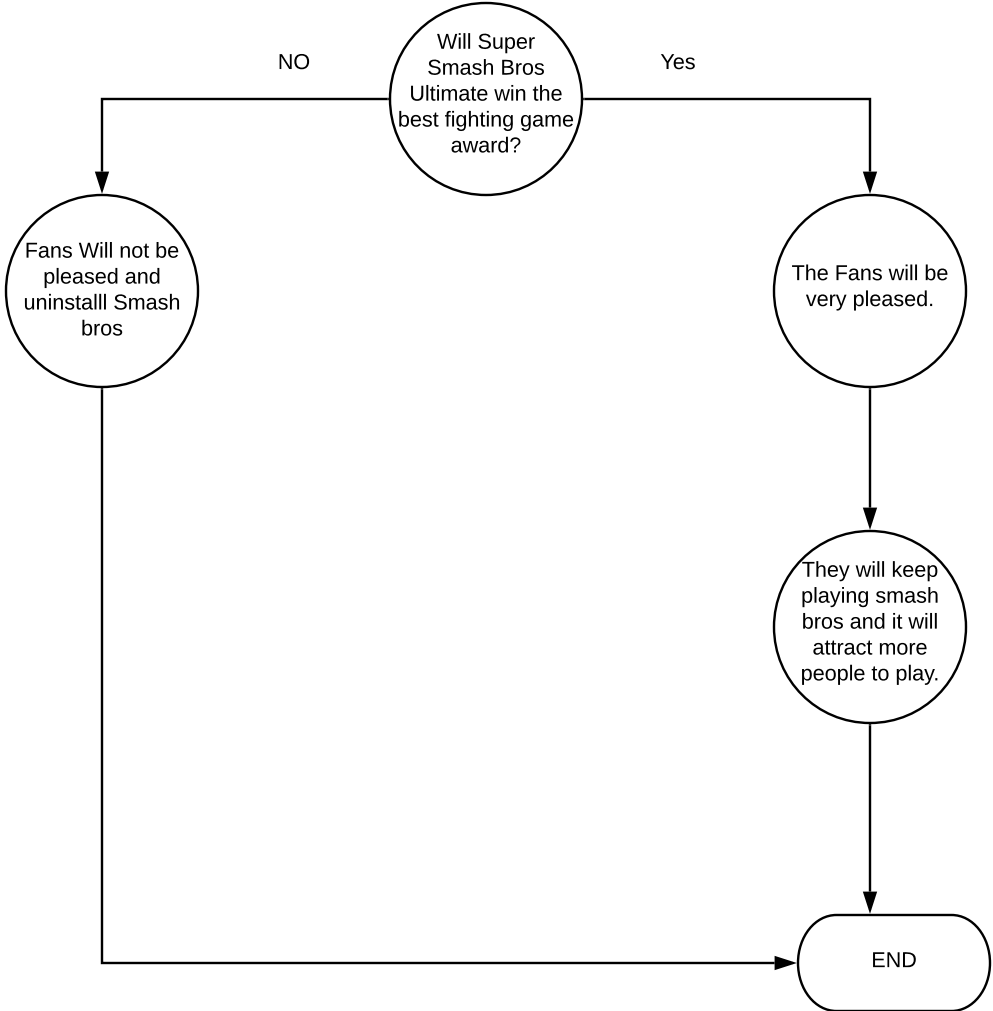 Will Super
Smash Bros
Ultimate win the
best fighting game
award?
NO
Yes
Fans Will not be
pleased and
uninstalll Smash
bros
The Fans will be
very pleased.
They will keep
playing smash
bros and it will
attract more
people to play.
END